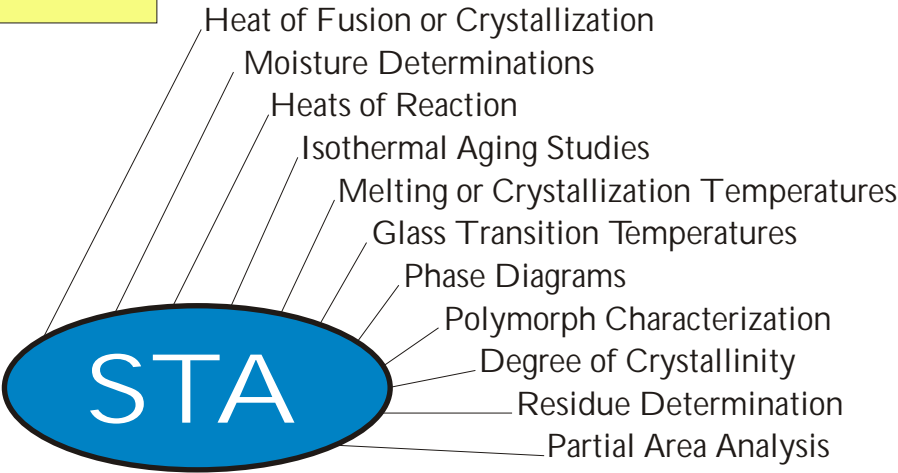 Heat of Fusion or Crystallization
Moisture Determinations
Heats of Reaction
Isothermal Aging Studies
Melting or Crystallization Temperatures
Glass Transition Temperatures
Phase Diagrams
Polymorph Characterization
Degree of Crystallinity
STA
Residue Determination
Partial Area Analysis